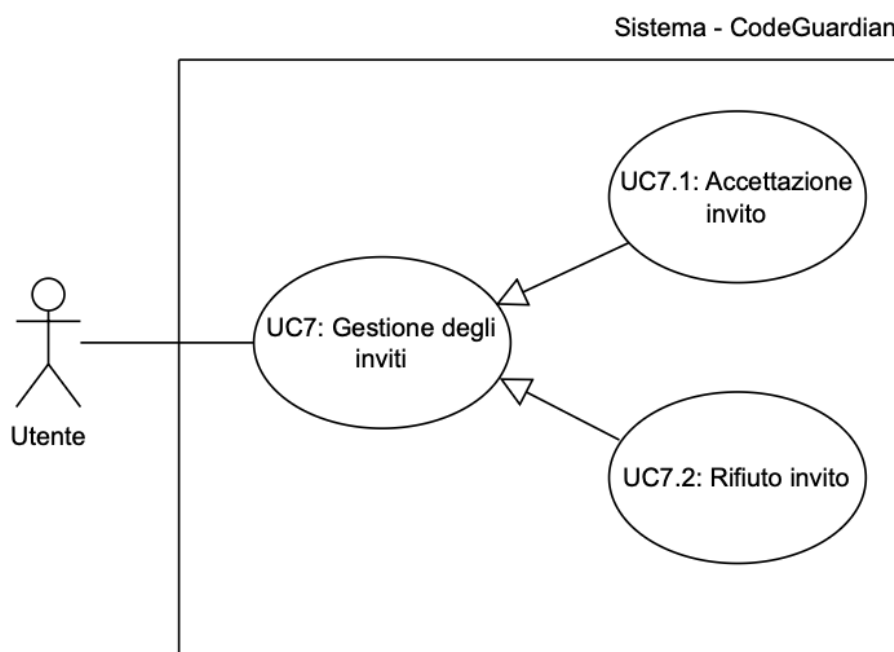 Sistema - CodeGuardian
UC7.1: Accettazione
invito
UC7: Gestione degli
inviti
Utente
UC7.2: Rifiuto invito